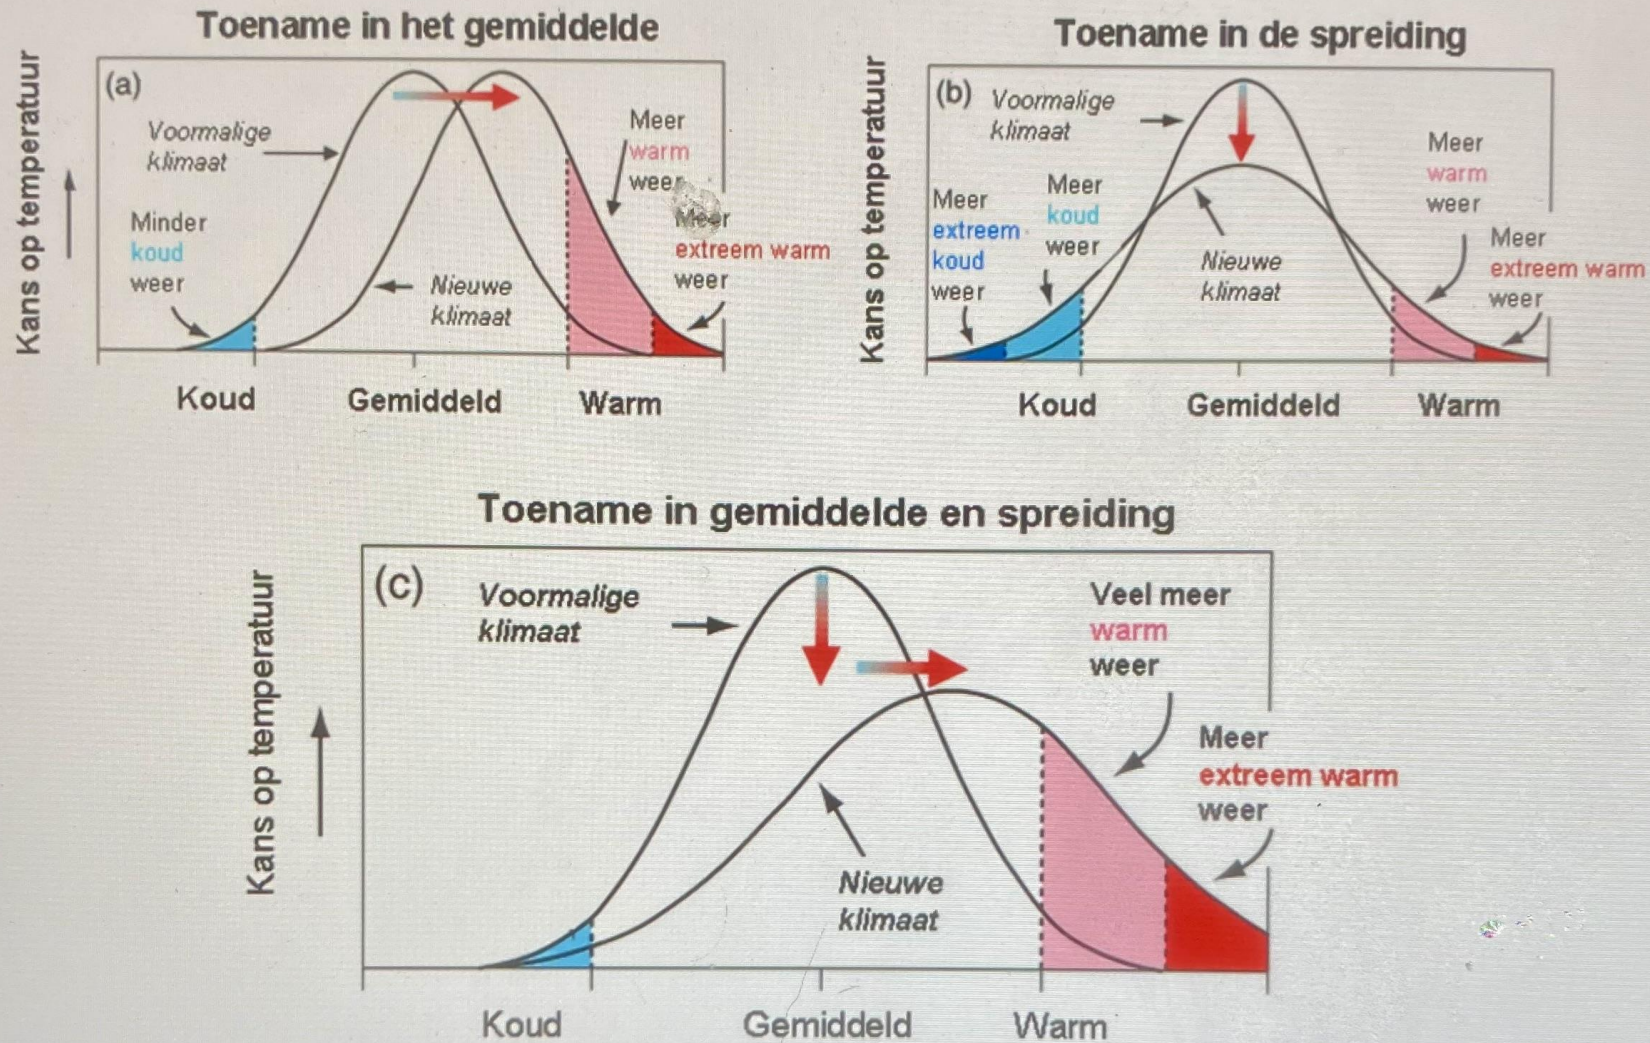 Toename in het gemiddelde
Kans op temperatuur
(a)
Voormalige
klimaat
Minder
koud
weer
Nieuwe
klimaat
Meer
warm
weer
Meer
extreem warm
weer
Koud
Gemiddeld
Warm
Toename in de spreiding
Kans op temperatuur
(b)
Voormalige
klimaat
Meer
extreem
koud
weer
Meer
koud
weer
Nieuwe
klimaat
Meer
warm
weer
Meer
extreem warm
weer
Koud
Gemiddeld
Warm
Toename in gemiddelde en spreiding
Kans op temperatuur
(c)
Voormalige
klimaat
Nieuwe
klimaat
Veel meer
warm
weer
Meer
extreem warm
weer
Koud
Gemiddeld
Warm